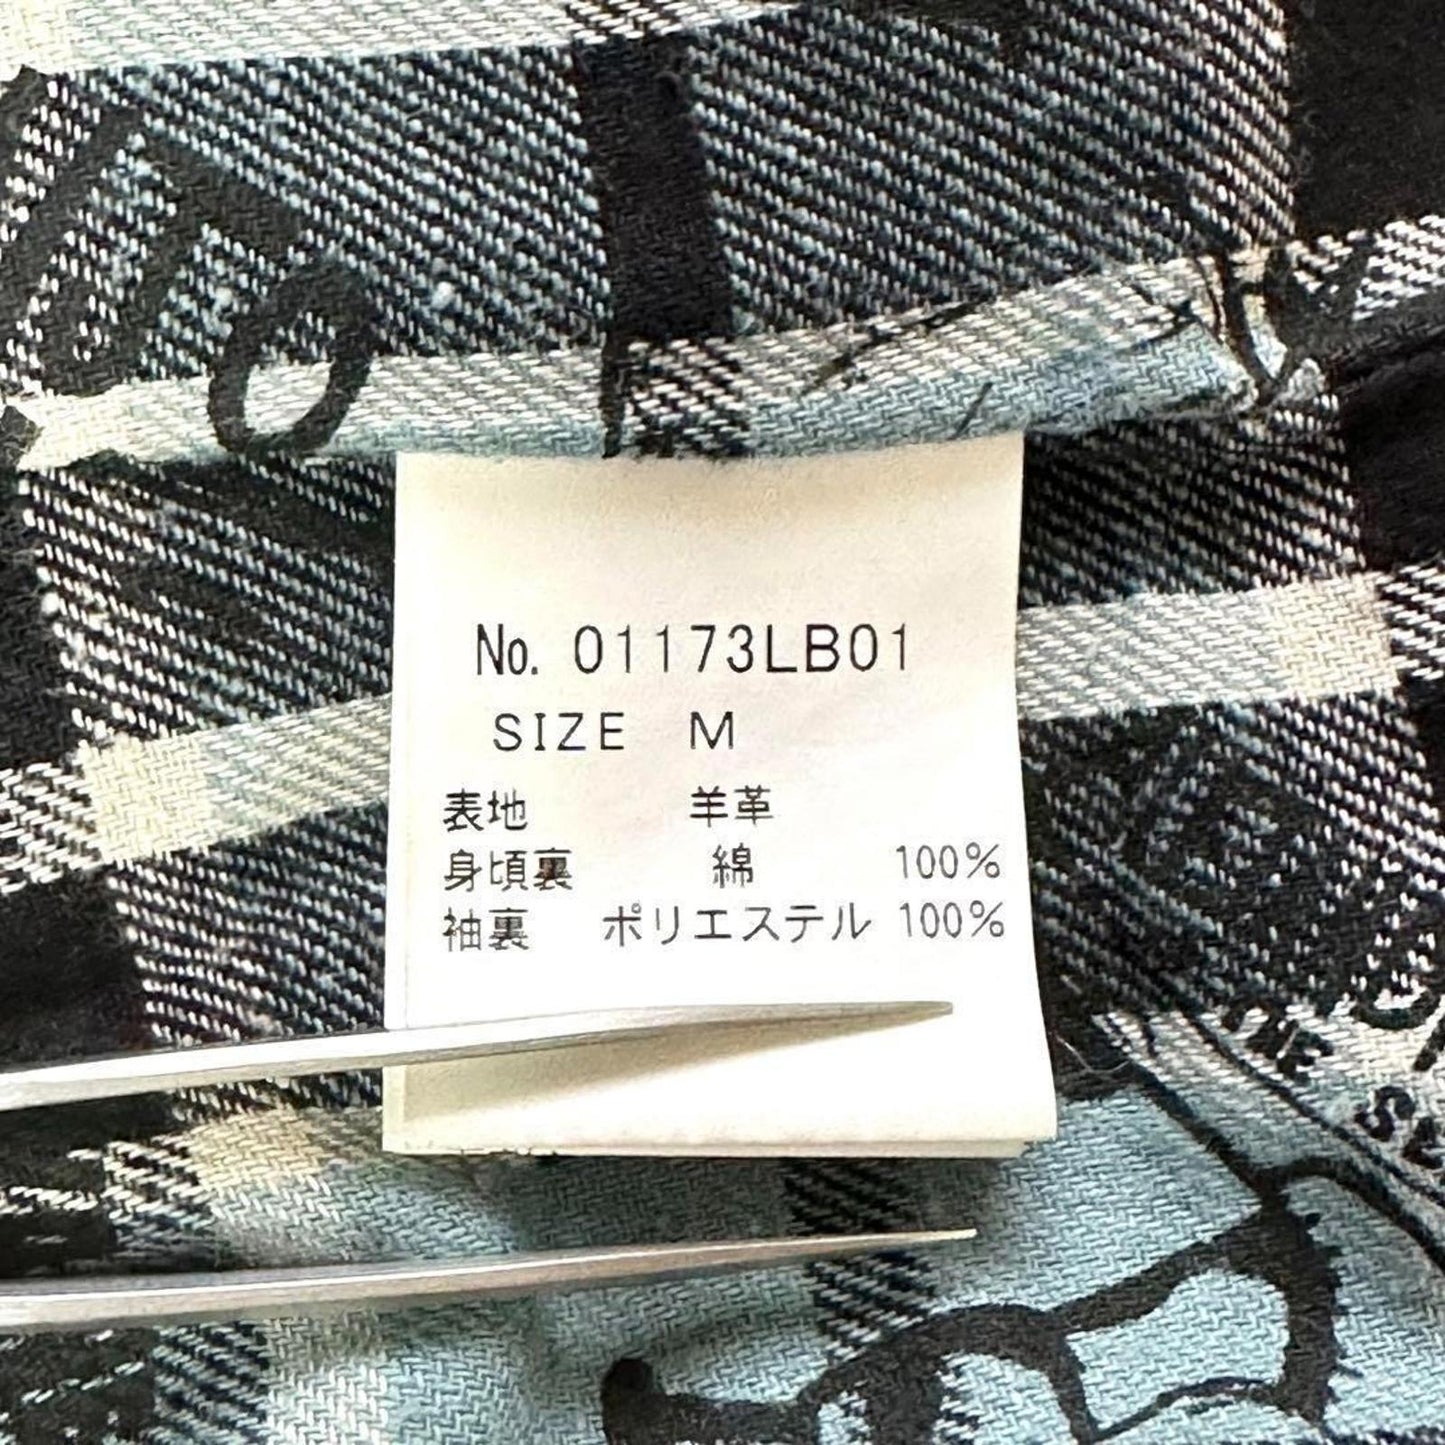 No. 01173LB01
SIZE M
表地 羊革
身頃裏 綿 100%
袖裏 ポリエステル 100%